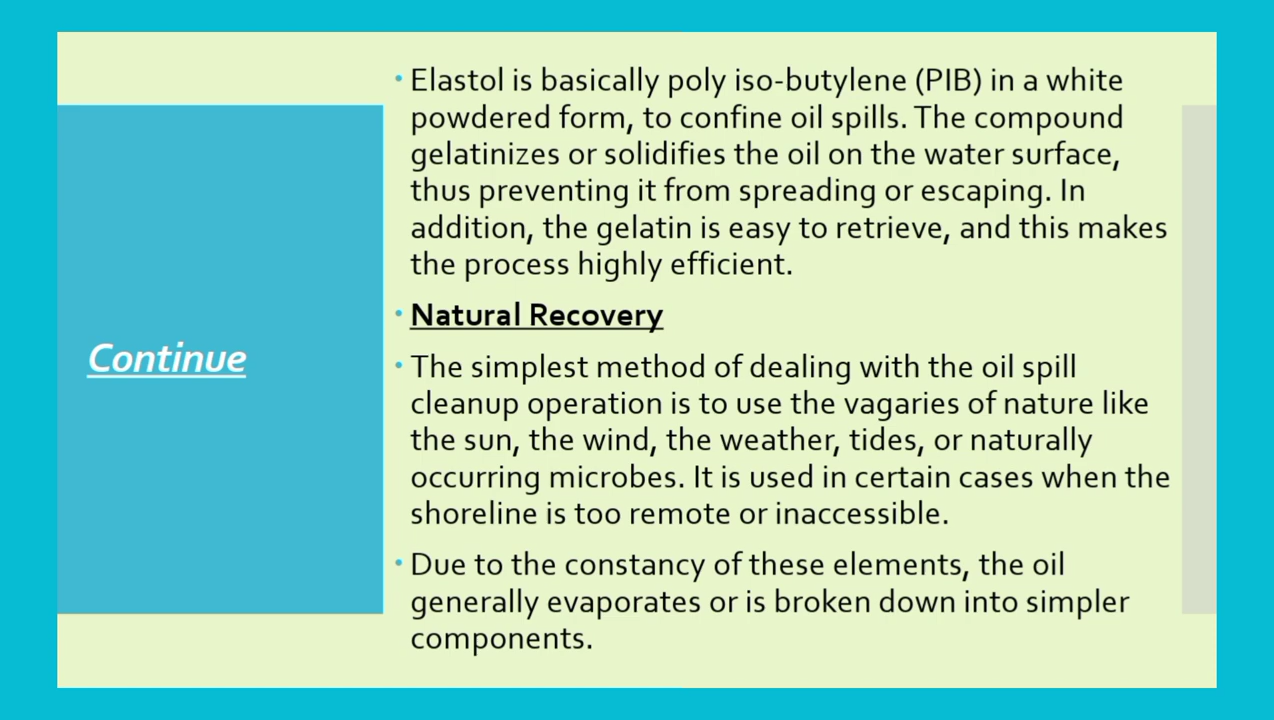 Continue
• Elastol is basically poly iso-butylene (PIB) in a white
powdered form, to confine oil spills. The compound
gelatinizes or solidifies the oil on the water surface,
thus preventing it from spreading or escaping. In
addition, the gelatin is easy to retrieve, and this makes
the process highly efficient.
• Natural Recovery
• The simplest method of dealing with the oil spill
cleanup operation is to use the vagaries of nature like
the sun, the wind, the weather, tides, or naturally
occurring microbes. It is used in certain cases when the
shoreline is too remote or inaccessible.
• Due to the constancy of these elements, the oil
generally evaporates or is broken down into simpler
components.